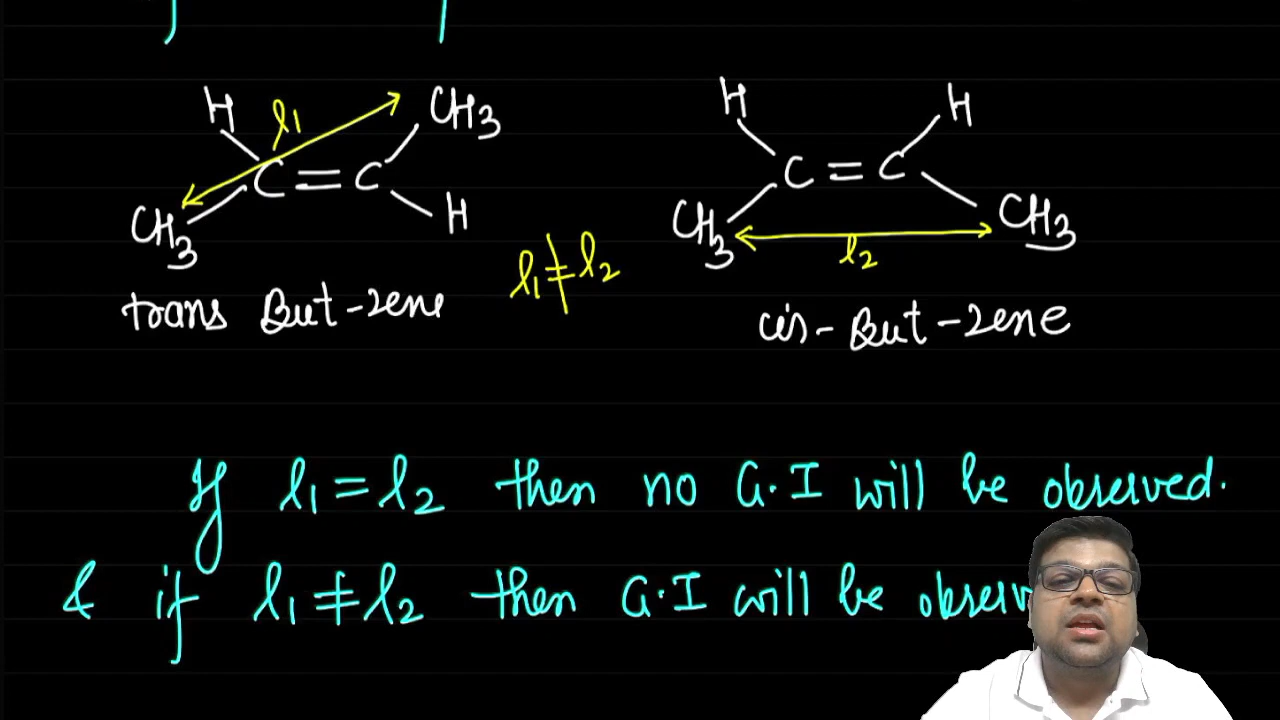 H CH3 H H
l1
C = C C = C
CH3 H CH3 CH3
l1 ≠ l2 l2
trans But-2ene cis-But-2ene
If l1 = l2 then no G.I will be observed.
& if l1 ≠ l2 then G.I will be